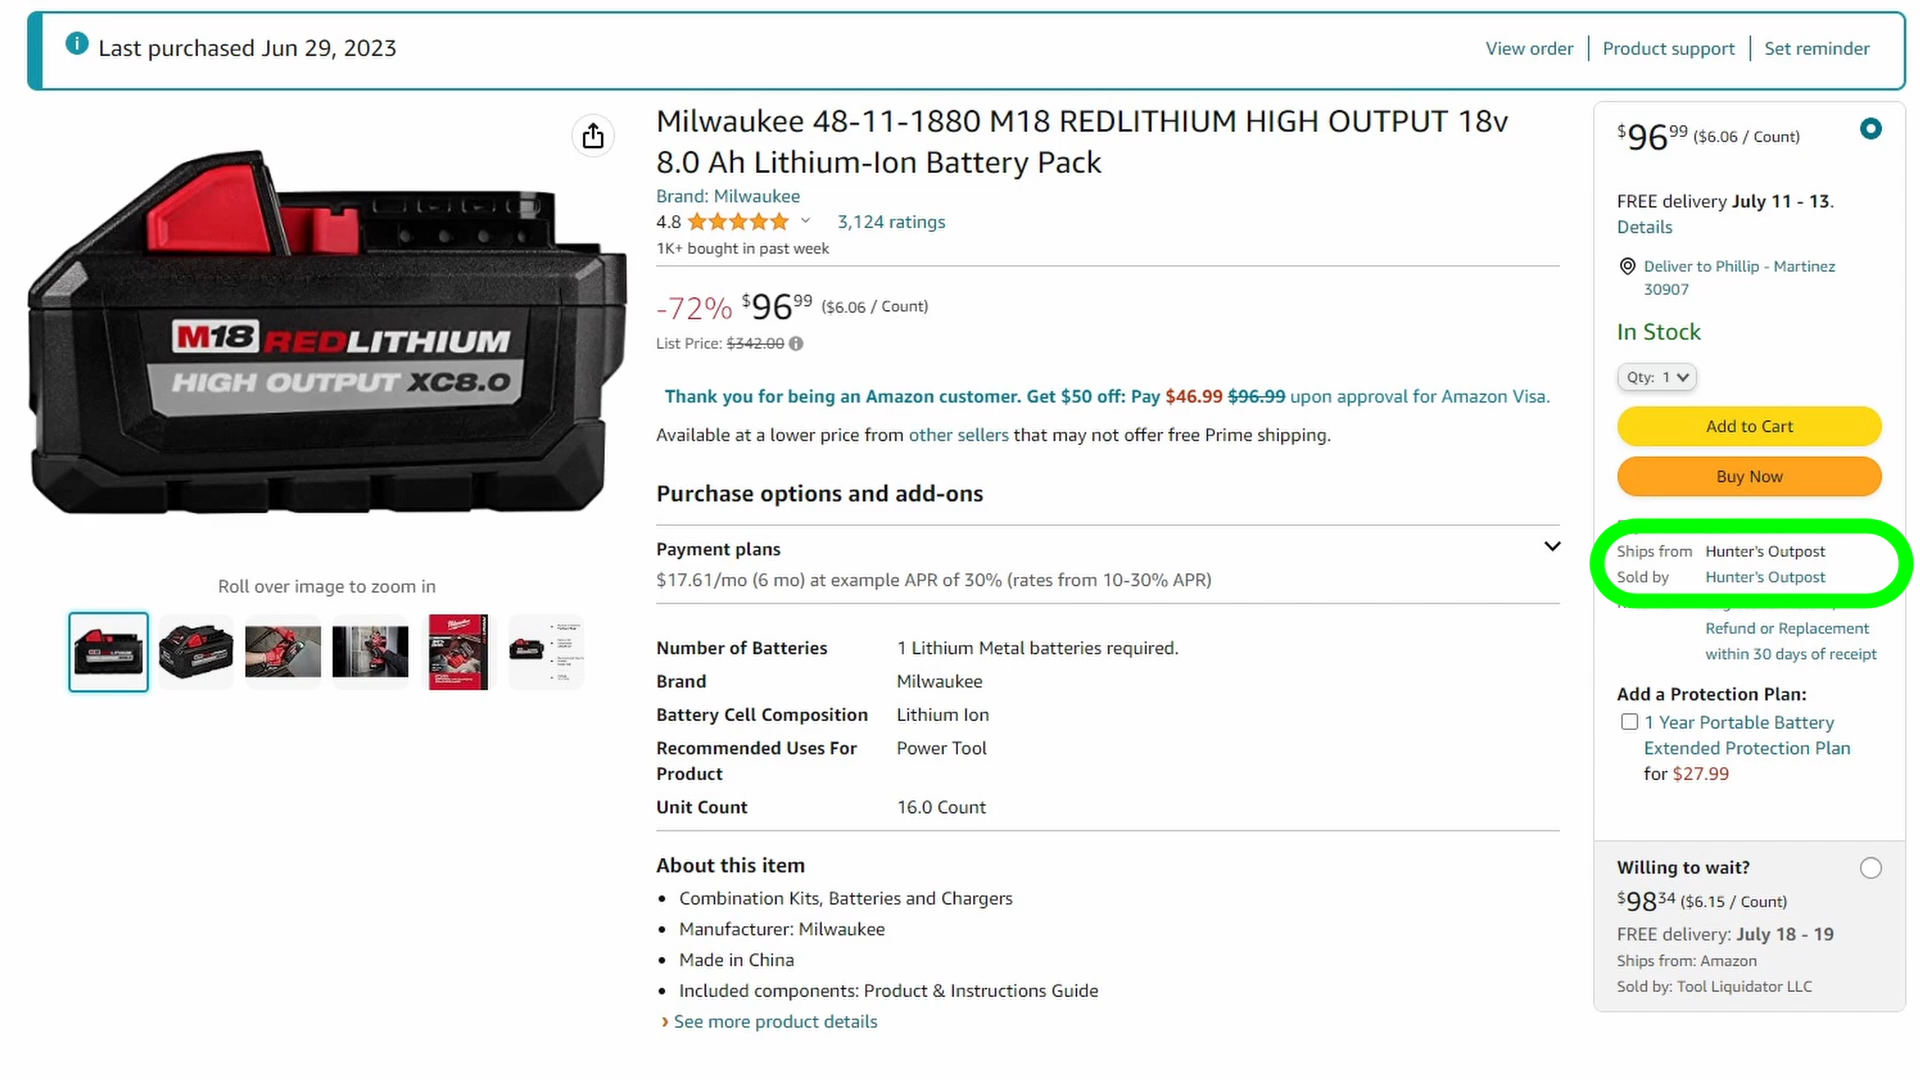 Last purchased Jun 29, 2023
View order
Product support
Set reminder
Milwaukee 48-11-1880 M18 REDLITHIUM HIGH OUTPUT 18v
8.0 Ah Lithium-Ion Battery Pack
Brand: Milwaukee
4.8
3,124 ratings
1K+ bought in past week
-72% $96.99 ($6.06 / Count)
List Price: $342.00
Thank you for being an Amazon customer. Get $50 off: Pay $46.99 $96.99 upon approval for Amazon Visa.
Available at a lower price from other sellers that may not offer free Prime shipping.
Purchase options and add-ons
Payment plans
$17.61/mo (6 mo) at example APR of 30% (rates from 10-30% APR)
Number of Batteries 1 Lithium Metal batteries required.
Brand Milwaukee
Battery Cell Composition Lithium Ion
Recommended Uses For Power Tool
Product
Unit Count 16.0 Count
About this item
Combination Kits, Batteries and Chargers
Manufacturer: Milwaukee
Made in China
Included components: Product & Instructions Guide
› See more product details
M18 REDLITHIUM
HIGH OUTPUT XC8.0
Roll over image to zoom in
$96.99 ($6.06 / Count)
FREE delivery July 11 - 13.
Details
Deliver to Phillip - Martinez
30907
In Stock
Qty: 1
Add to Cart
Buy Now
Ships from Hunter's Outpost
Sold by Hunter's Outpost
Refund or Replacement
within 30 days of receipt
Add a Protection Plan:
1 Year Portable Battery
Extended Protection Plan
for $27.99
Willing to wait?
$98.34 ($6.15 / Count)
FREE delivery: July 18 - 19
Ships from: Amazon
Sold by: Tool Liquidator LLC